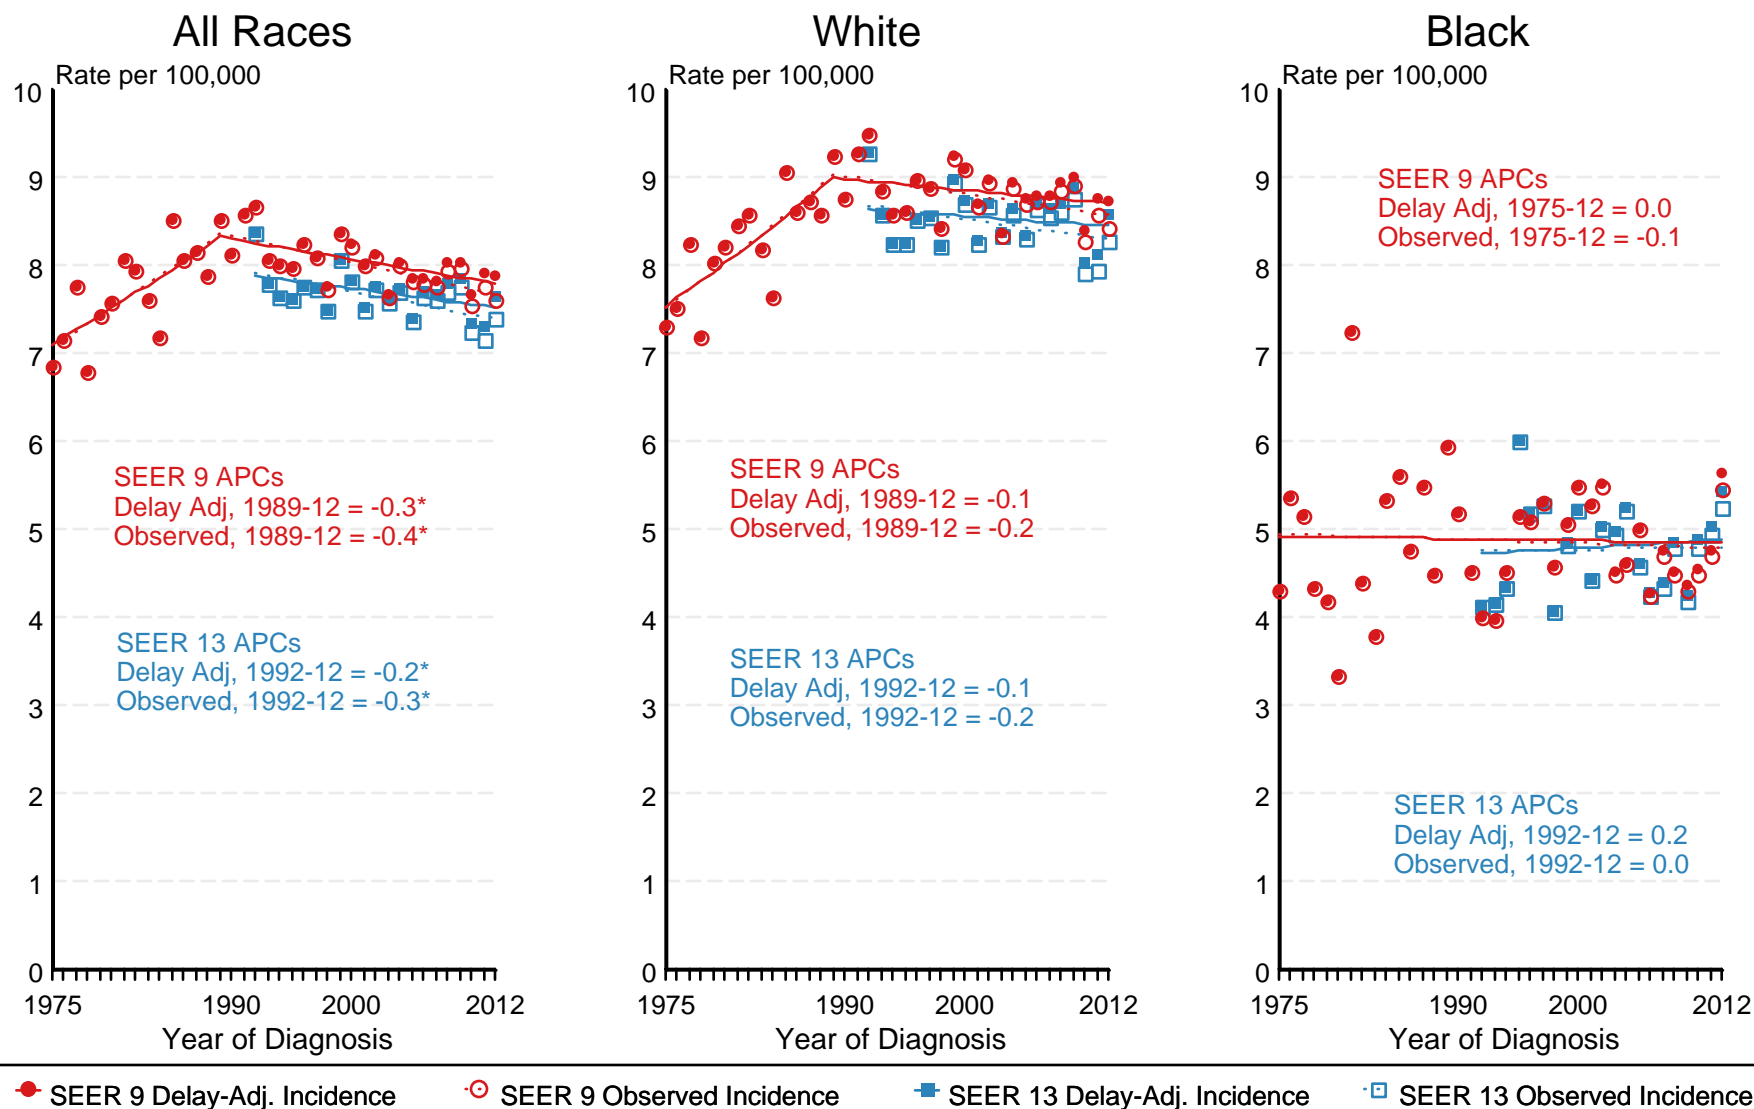 All Races
Rate per 100,000
10
9
8
7
6
5
4
3
2
1
0
SEER 9 APCs
Delay Adj, 1989-12 = -0.3*
Observed, 1989-12 = -0.4*
SEER 13 APCs
Delay Adj, 1992-12 = -0.2*
Observed, 1992-12 = -0.3*
1975 1990 2000 2012
Year of Diagnosis
White
Rate per 100,000
10
9
8
7
6
5
4
3
2
1
0
SEER 9 APCs
Delay Adj, 1989-12 = -0.1
Observed, 1989-12 = -0.2
SEER 13 APCs
Delay Adj, 1992-12 = -0.1
Observed, 1992-12 = -0.2
1975 1990 2000 2012
Year of Diagnosis
Black
Rate per 100,000
10
9
8
7
6
5
4
3
2
1
0
SEER 9 APCs
Delay Adj, 1975-12 = 0.0
Observed, 1975-12 = -0.1
SEER 13 APCs
Delay Adj, 1992-12 = 0.2
Observed, 1992-12 = 0.0
1975 1990 2000 2012
Year of Diagnosis
SEER 9 Delay-Adj. Incidence SEER 9 Observed Incidence SEER 13 Delay-Adj. Incidence SEER 13 Observed Incidence